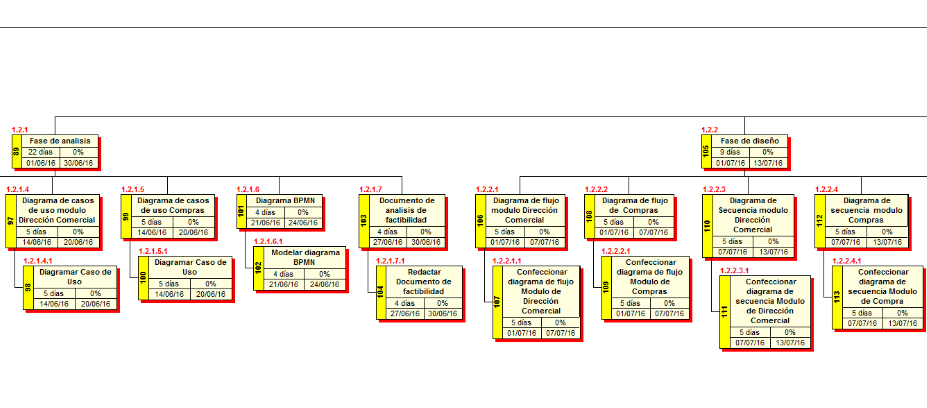 1.2.1
89
Fase de analisis
22 días 0%
01/06/16 30/06/16
1.2.2
105
Fase de diseño
9 días 0%
01/07/16 13/07/16
1.2.1.4
97
Diagrama de casos
de uso modulo
Dirección Comercial
5 días 0%
14/06/16 20/06/16
1.2.1.5
99
Diagrama de casos
de uso Compras
5 días 0%
14/06/16 20/06/16
1.2.1.6
101
Diagrama BPMN
4 días 0%
21/06/16 24/06/16
1.2.1.7
103
Documento de
analisis de
factibilidad
4 días 0%
27/06/16 30/06/16
1.2.2.1
106
Diagrama de flujo
modulo Dirección
Comercial
5 días 0%
01/07/16 07/07/16
1.2.2.2
108
Diagrama de flujo
de Compras
5 días 0%
01/07/16 07/07/16
1.2.2.3
110
Diagrama de
Secuencia modulo
Dirección
Comercial
5 días 0%
07/07/16 13/07/16
1.2.2.4
112
Diagrama de
secuencia modulo
Compras
5 días 0%
07/07/16 13/07/16
1.2.1.4.1
98
Diagramar Caso de
Uso
5 días 0%
14/06/16 20/06/16
1.2.1.5.1
100
Diagramar Caso de
Uso
5 días 0%
14/06/16 20/06/16
1.2.1.6.1
102
Modelar diagrama
BPMN
4 días 0%
21/06/16 24/06/16
1.2.1.7.1
104
Redactar
Documento de
factibilidad
4 días 0%
27/06/16 30/06/16
1.2.2.1.1
107
Confeccionar
diagrama de flujo
Modulo de
Dirección
Comercial
5 días 0%
01/07/16 07/07/16
1.2.2.2.1
109
Confeccionar
diagrama de flujo
Modulo de
Compras
5 días 0%
01/07/16 07/07/16
1.2.2.3.1
111
Confeccionar
diagrama de
secuencia Modulo
de Dirección
Comercial
5 días 0%
07/07/16 13/07/16
1.2.2.4.1
113
Confeccionar
diagrama de
secuencia Modulo
de Compra
5 días 0%
07/07/16 13/07/16